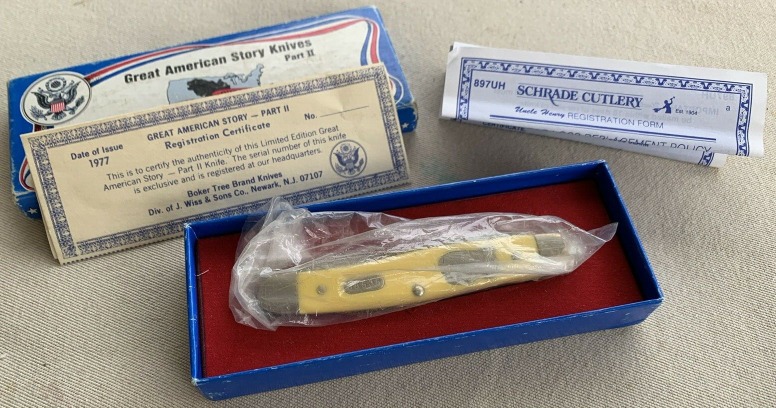 Great American Story Knives
Part II
GREAT AMERICAN STORY — PART II
Registration Certificate
Date of Issue
1977
No.
This is to certify the authenticity of this Limited Edition Great
American Story — Part II Knife. The serial number of this knife
is exclusive and is registered at our headquarters.
Boker Tree Brand Knives
Div. of J. Wiss & Sons Co., Newark, N.J. 07107
897UH
SCHRADE CUTLERY
Est. 1904
Uncle Henry REGISTRATION FORM